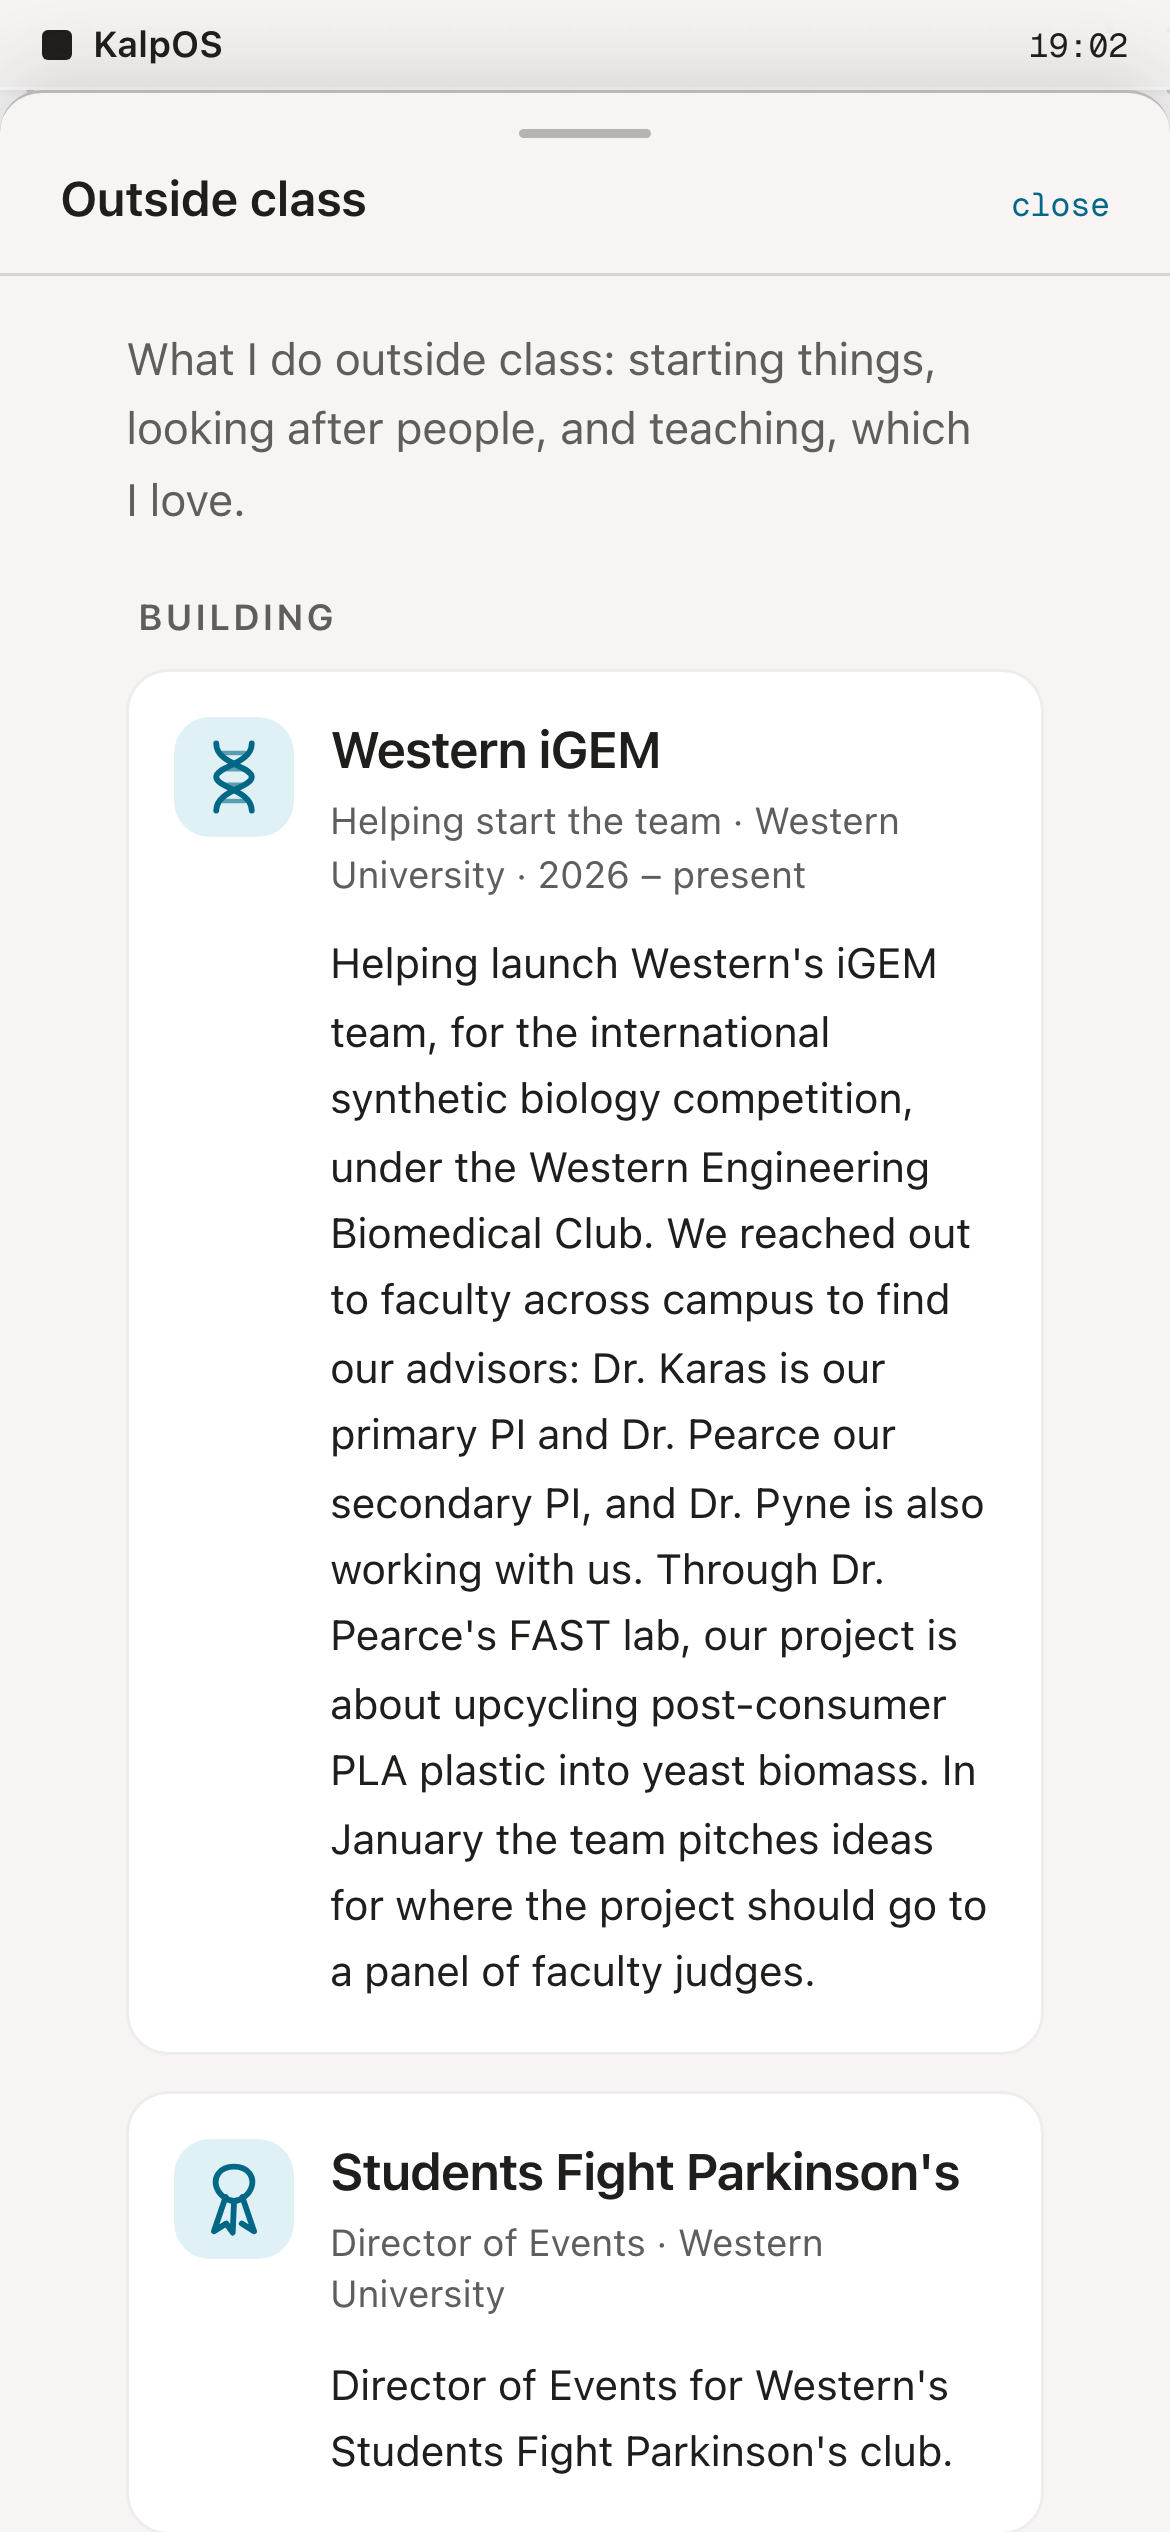 KalpOS
19:02
Outside class
close
What I do outside class: starting things,
looking after people, and teaching, which
I love.
BUILDING
Western iGEM
Helping start the team · Western
University · 2026 – present
Helping launch Western's iGEM
team, for the international
synthetic biology competition,
under the Western Engineering
Biomedical Club. We reached out
to faculty across campus to find
our advisors: Dr. Karas is our
primary PI and Dr. Pearce our
secondary PI, and Dr. Pyne is also
working with us. Through Dr.
Pearce's FAST lab, our project is
about upcycling post-consumer
PLA plastic into yeast biomass. In
January the team pitches ideas
for where the project should go to
a panel of faculty judges.
Students Fight Parkinson's
Director of Events · Western
University
Director of Events for Western's
Students Fight Parkinson's club.